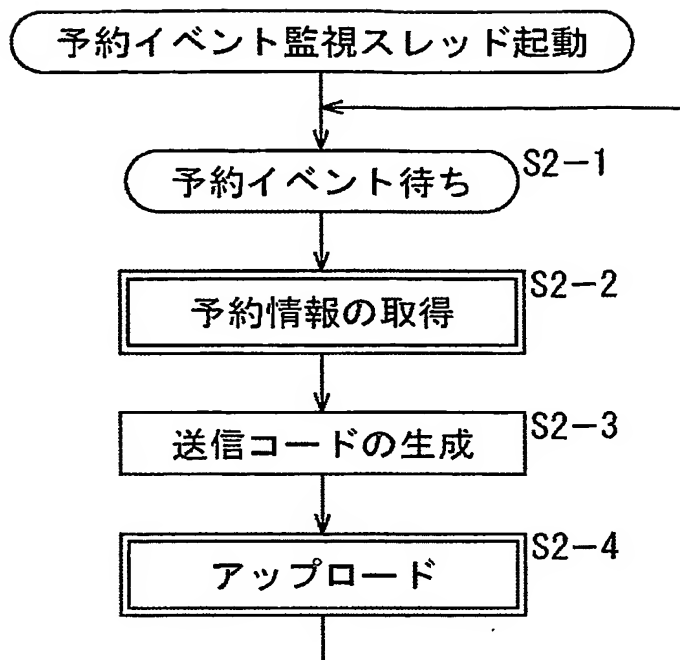 予約イベント監視スレッド起動
予約イベント待ち
S2-1
予約情報の取得
S2-2
送信コードの生成
S2-3
アップロード
S2-4